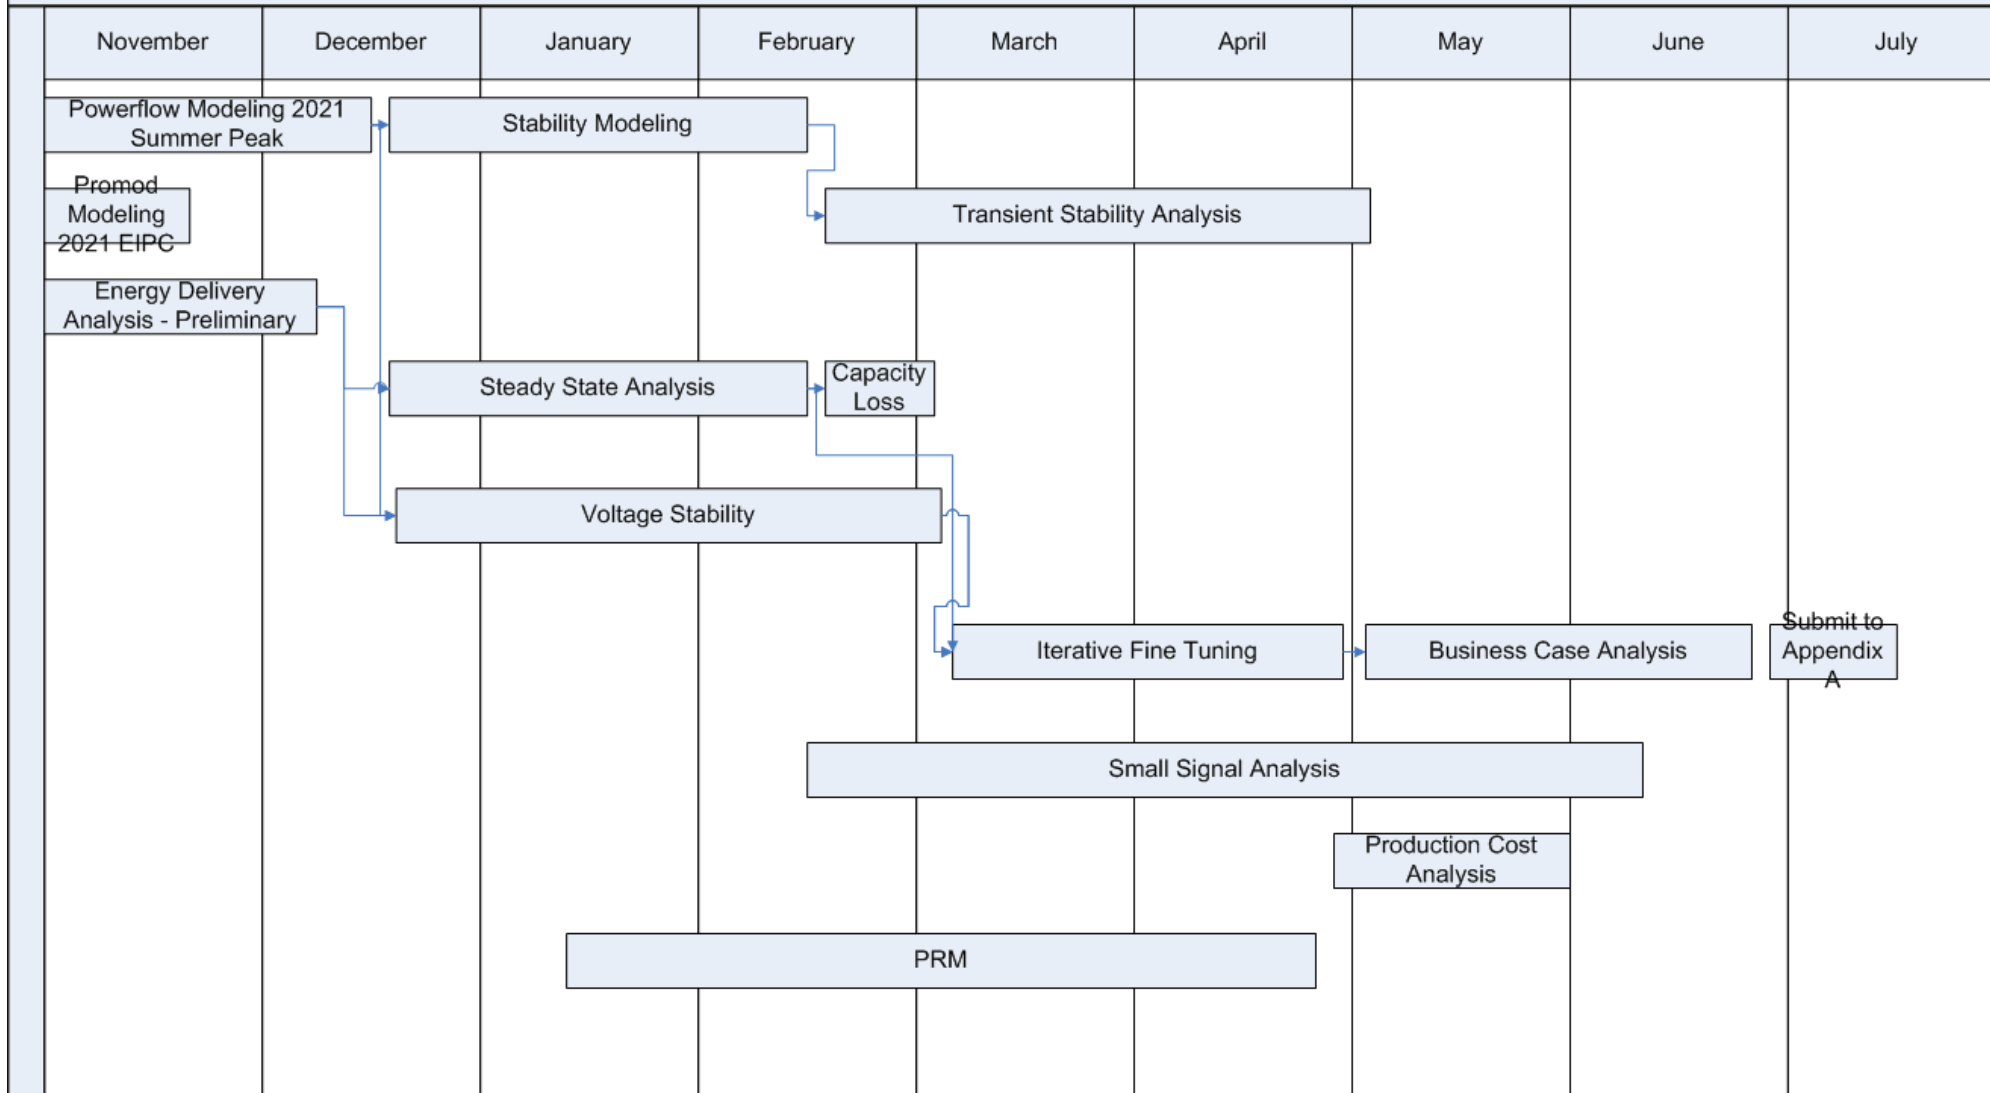 November
December
January
February
March
April
May
June
July
Powerflow Modeling 2021
Summer Peak
Stability Modeling
Promod
Modeling
2021 EIPC
Transient Stability Analysis
Energy Delivery
Analysis - Preliminary
Steady State Analysis
Capacity
Loss
Voltage Stability
Iterative Fine Tuning
Business Case Analysis
Submit to
Appendix
A
Small Signal Analysis
Production Cost
Analysis
PRM